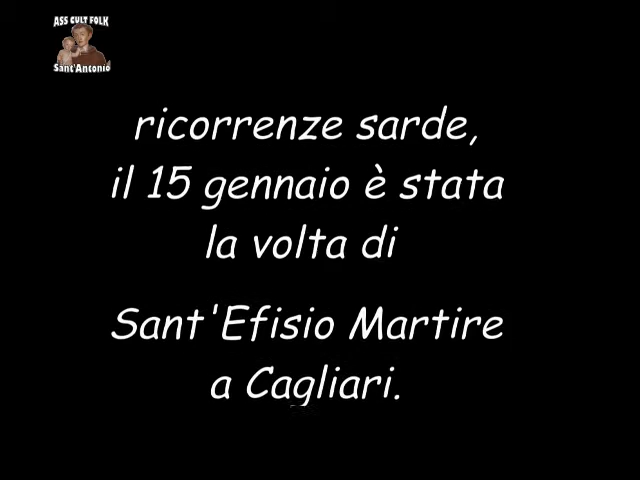 ASS CULT FOLK
Sant'Antonio
ricorrenze sarde,
il 15 gennaio è stata
la volta di
Sant'Efisio Martire
a Cagliari.